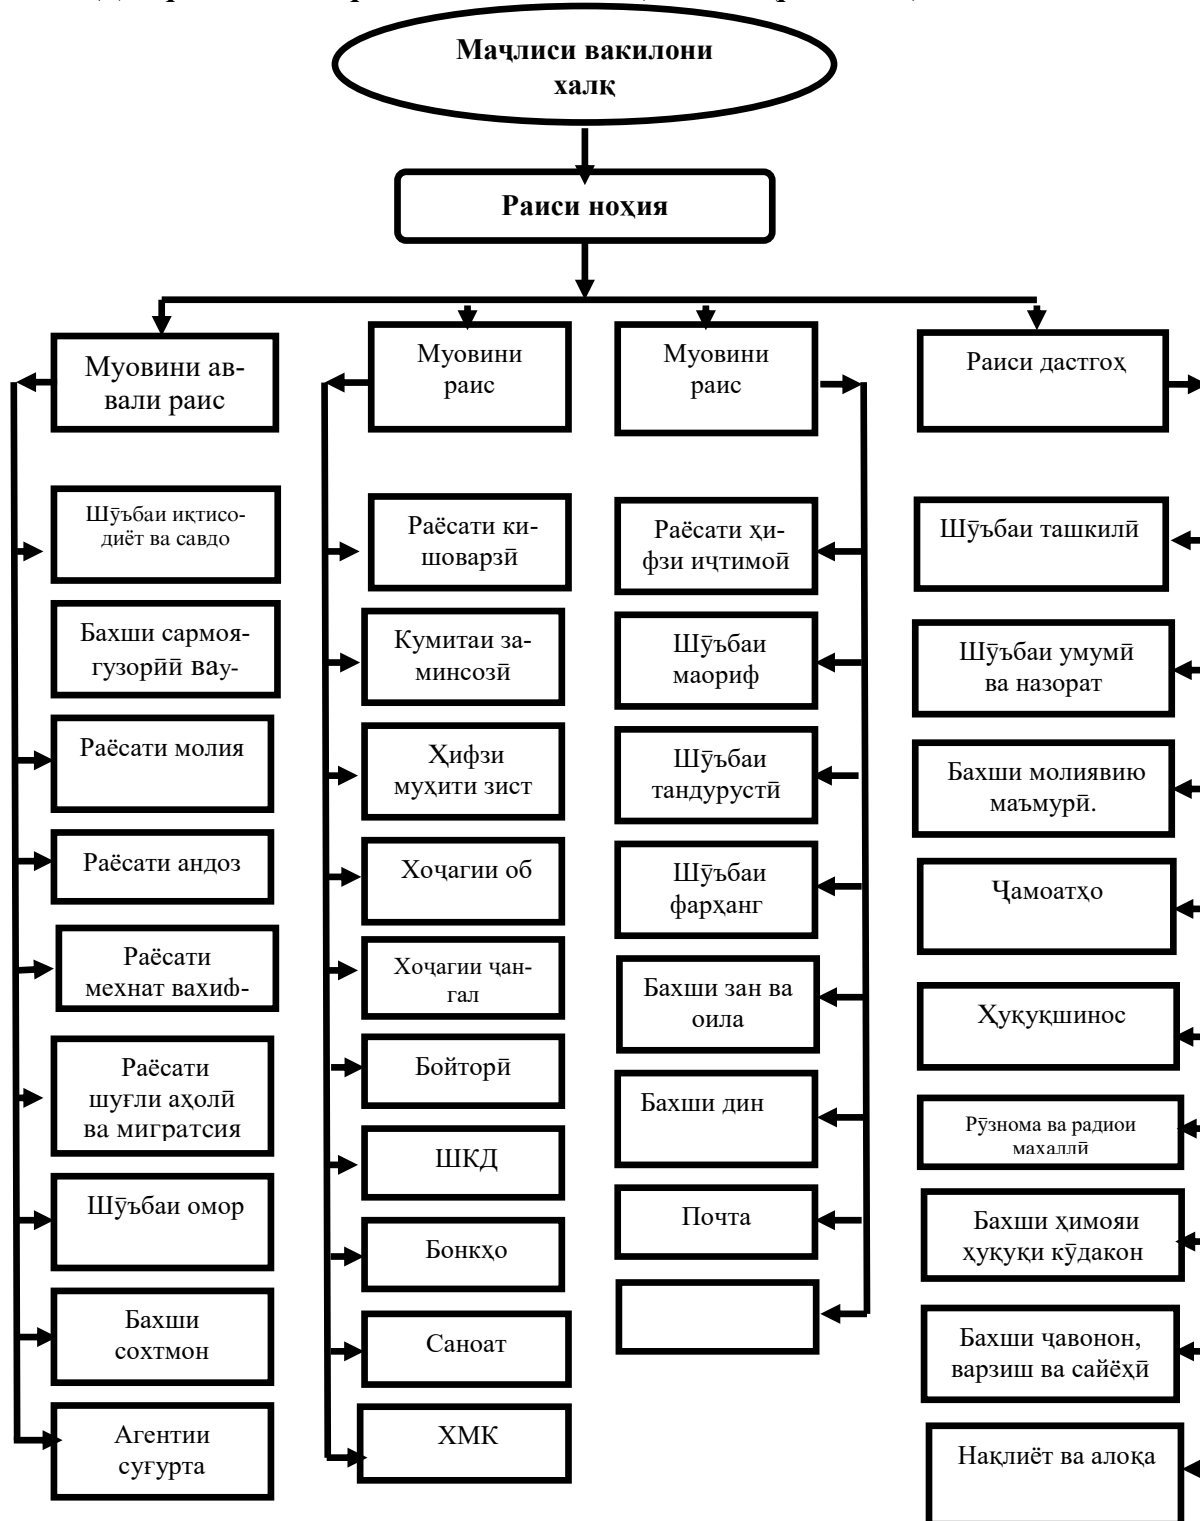 Маҷлиси вакилони
халқ
Раиси ноҳия
Муовини ав-
вали раис
Муовини
раис
Муовини
раис
Раиси дастгоҳ
Шӯъбаи иқтисо-
диёт ва савдо
Бахши сармоя-
гузорӣӣ вау-
Раёсати молия
Раёсати андоз
Раёсати
мехнат вахиф-
Раёсати
шуғли аҳолӣ
ва мигратсия
Шӯъбаи омор
Бахши
сохтмон
Агентии
суғурта
Раёсати ки-
шоварзӣ
Кумитаи за-
минсозӣ
Ҳифзи
муҳити зист
Хоҷагии об
Хоҷагии ҷан-
гал
Бойторӣ
ШКД
Бонкҳо
Саноат
ХМК
Раёсати ҳи-
фзи иҷтимоӣ
Шӯъбаи
маориф
Шӯъбаи
тандурустӣ
Шӯъбаи
фарҳанг
Бахши зан ва
оила
Бахши дин
Почта
Шӯъбаи ташкилӣ
Шӯъбаи умумӣ
ва назорат
Бахши молиявию
маъмурӣ.
Ҷамоатҳо
Ҳуқуқшинос
Рӯзнома ва радиои
махаллӣ
Бахши ҳимояи
ҳуқуқи кӯдакон
Бахши ҷавонон,
варзиш ва сайёҳӣ
Нақлиёт ва алоқа